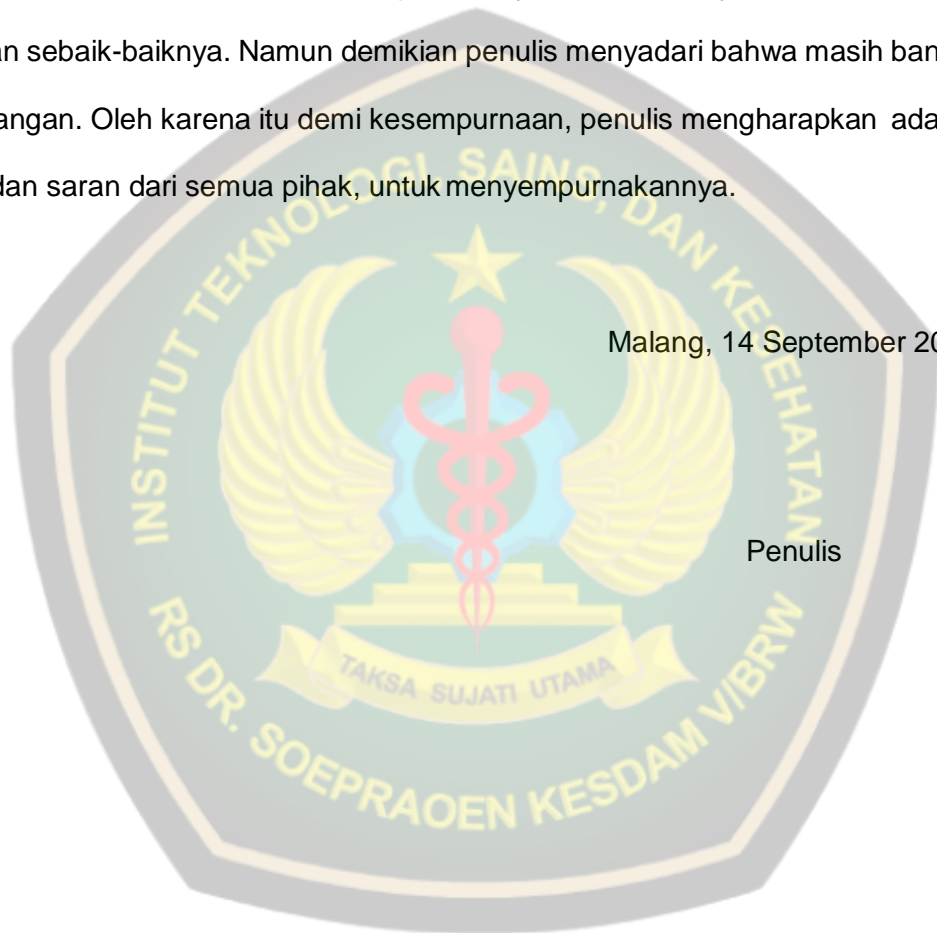 an sebaik-baiknya. Namun demikian penulis menyadari bahwa masih ban
angan. Oleh karena itu demi kesempurnaan, penulis mengharapkan ada
dan saran dari semua pihak, untuk menyempurnakannya.
Malang, 14 September 20
Penulis
INSTITUT TEKNOLOGI, SAINS, DAN KESEHATAN
TAKSA SUJATI UTAMA
RS DR. SOEPRAOEN KESDAM V/BRW